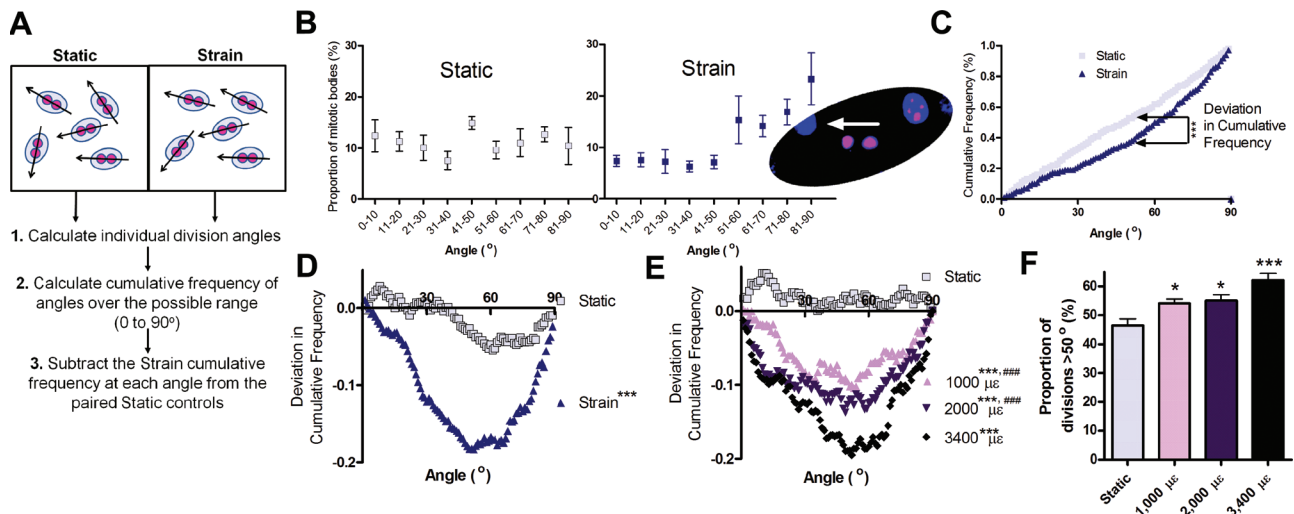 A
Static
Strain
1. Calculate individual division angles
2. Calculate cumulative frequency of
angles over the possible range
(0 to 90º)
3. Subtract the Strain cumulative
frequency at each angle from the
paired Static controls
B
Proportion of mitotic bodies (%)
30
20
10
0
Static
0-10
11-20
21-30
31-40
41-50
51-60
61-70
71-80
81-90
Angle (º)
30
20
10
0
Strain
0-10
11-20
21-30
31-40
41-50
51-60
61-70
71-80
81-90
Angle (º)
C
Cumulative Frequency (%)
1.0
0.8
0.6
0.4
0.2
0.0
Static
Strain
Deviation
in Cumulative
Frequency
***
30
60
90
Angle (º)
D
Deviation in
Cumulative Frequency
0.0
-0.1
-0.2
30
60
90
Static
Strain***
Angle (º)
E
Deviation in
Cumulative Frequency
0.0
-0.1
-0.2
30
60
90
Static
1000 µε***,###
2000 µε***,###
3400 µε***
Angle (º)
F
Proportion of
divisions >50 º (%)
60
50
40
30
20
10
0
*
*
***
Static
1,000 µε
2,000 µε
3,400 µε